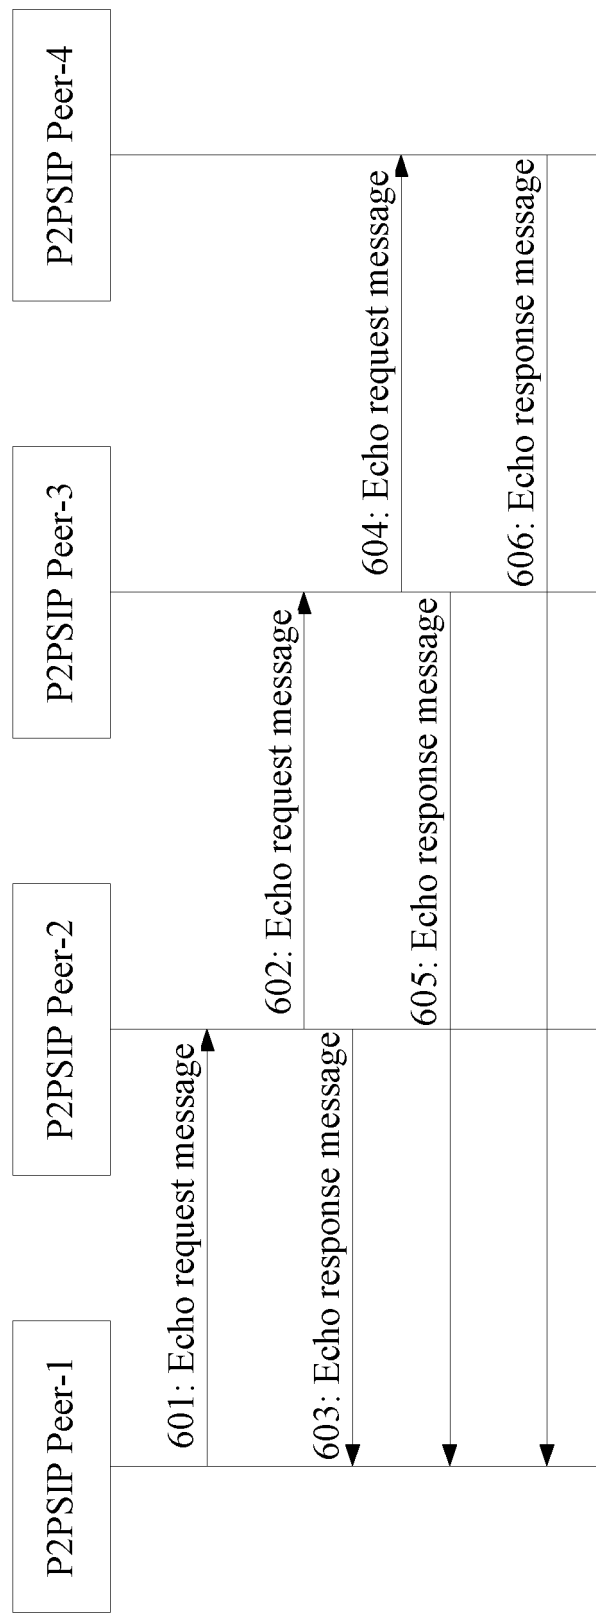 P2PSIP Peer-1
P2PSIP Peer-2
P2PSIP Peer-3
P2PSIP Peer-4
601: Echo request message
602: Echo request message
603: Echo response message
604: Echo request message
605: Echo response message
606: Echo response message